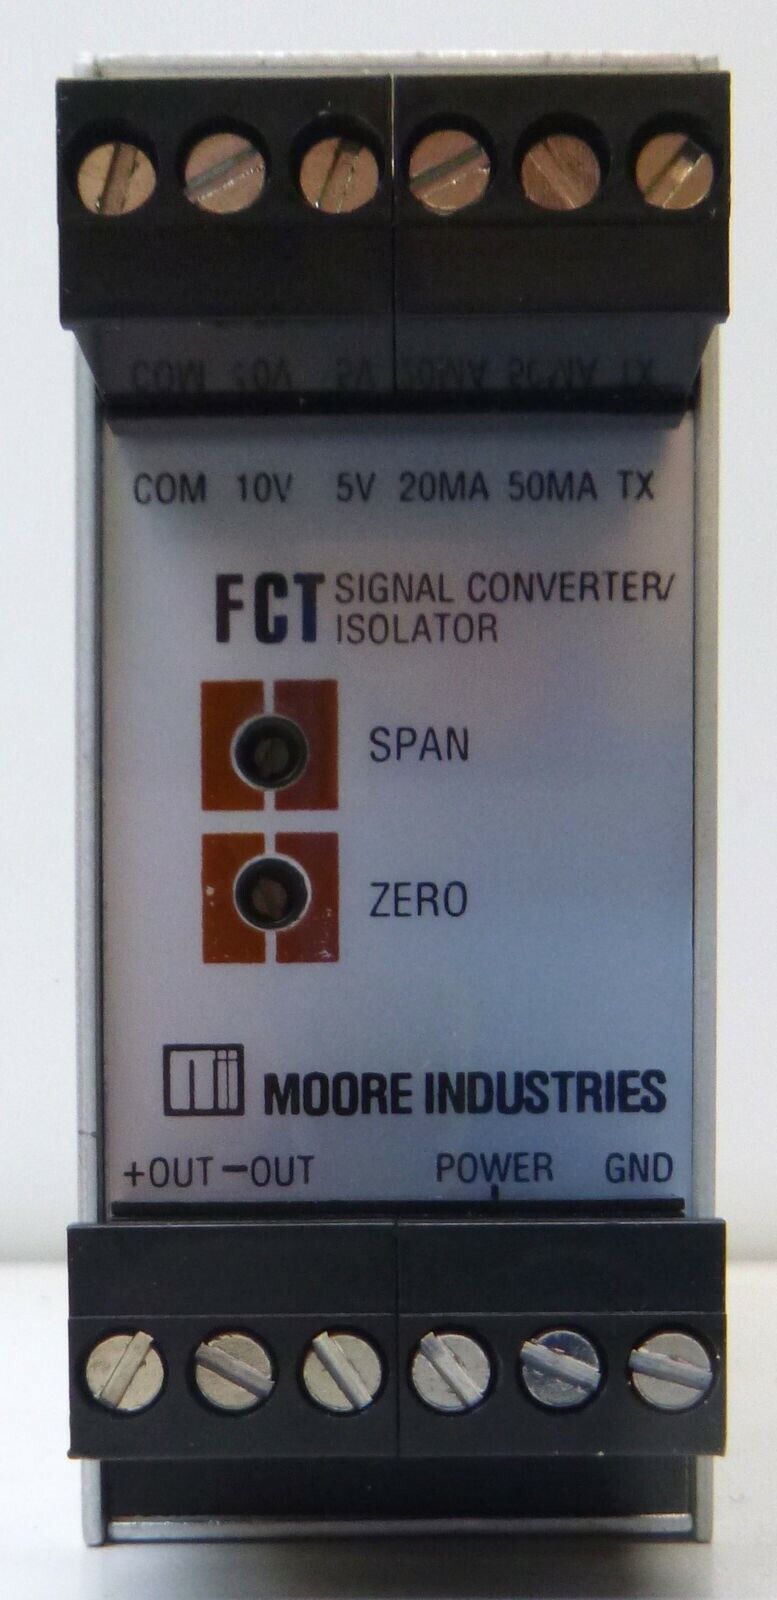 COM 10V 5V 20MA 50MA TX
FCT SIGNAL CONVERTER/
ISOLATOR
SPAN
ZERO
MOORE INDUSTRIES
+OUT -OUT POWER GND